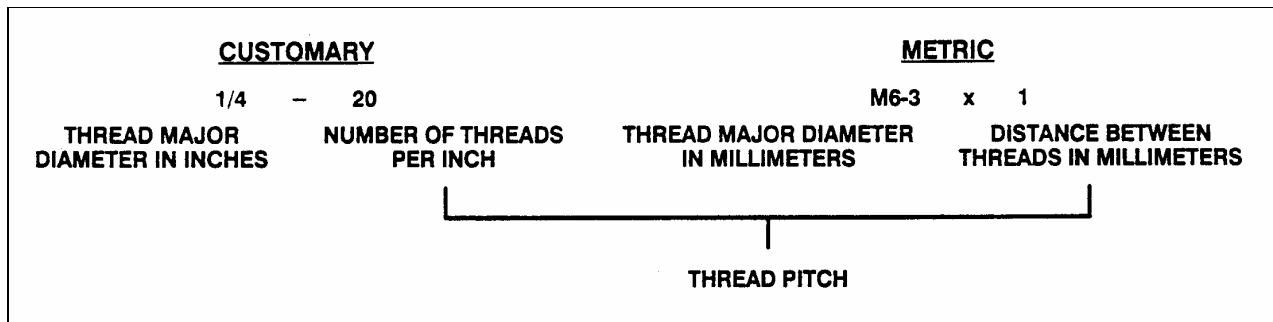 CUSTOMARY
1/4 – 20
THREAD MAJOR
DIAMETER IN INCHES
NUMBER OF THREADS
PER INCH
METRIC
M6-3 x 1
THREAD MAJOR DIAMETER
IN MILLIMETERS
DISTANCE BETWEEN
THREADS IN MILLIMETERS
THREAD PITCH